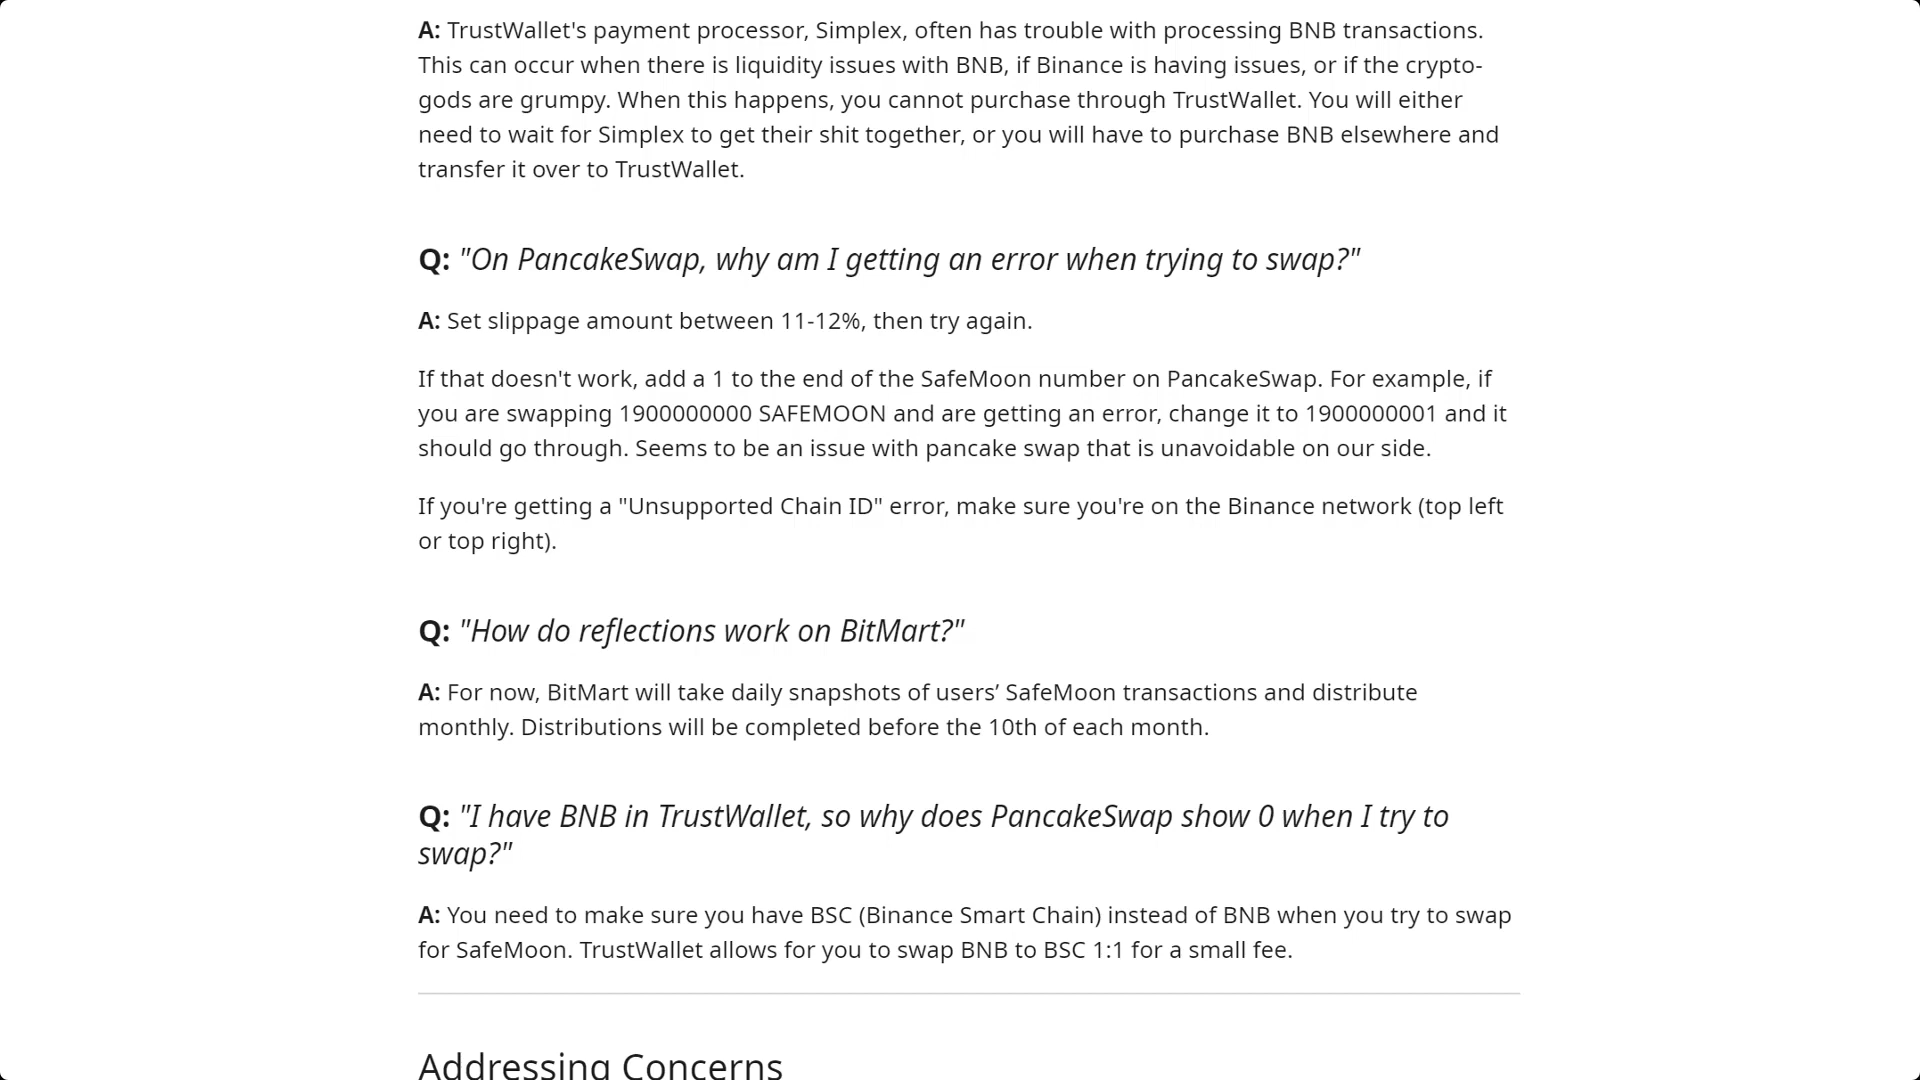 A: TrustWallet's payment processor, Simplex, often has trouble with processing BNB transactions.
This can occur when there is liquidity issues with BNB, if Binance is having issues, or if the crypto-
gods are grumpy. When this happens, you cannot purchase through TrustWallet. You will either
need to wait for Simplex to get their shit together, or you will have to purchase BNB elsewhere and
transfer it over to TrustWallet.
Q: "On PancakeSwap, why am I getting an error when trying to swap?"
A: Set slippage amount between 11-12%, then try again.
If that doesn't work, add a 1 to the end of the SafeMoon number on PancakeSwap. For example, if
you are swapping 1900000000 SAFEMOON and are getting an error, change it to 1900000001 and it
should go through. Seems to be an issue with pancake swap that is unavoidable on our side.
If you're getting a "Unsupported Chain ID" error, make sure you're on the Binance network (top left
or top right).
Q: "How do reflections work on BitMart?"
A: For now, BitMart will take daily snapshots of users’ SafeMoon transactions and distribute
monthly. Distributions will be completed before the 10th of each month.
Q: "I have BNB in TrustWallet, so why does PancakeSwap show 0 when I try to
swap?"
A: You need to make sure you have BSC (Binance Smart Chain) instead of BNB when you try to swap
for SafeMoon. TrustWallet allows for you to swap BNB to BSC 1:1 for a small fee.
Addressing Concerns